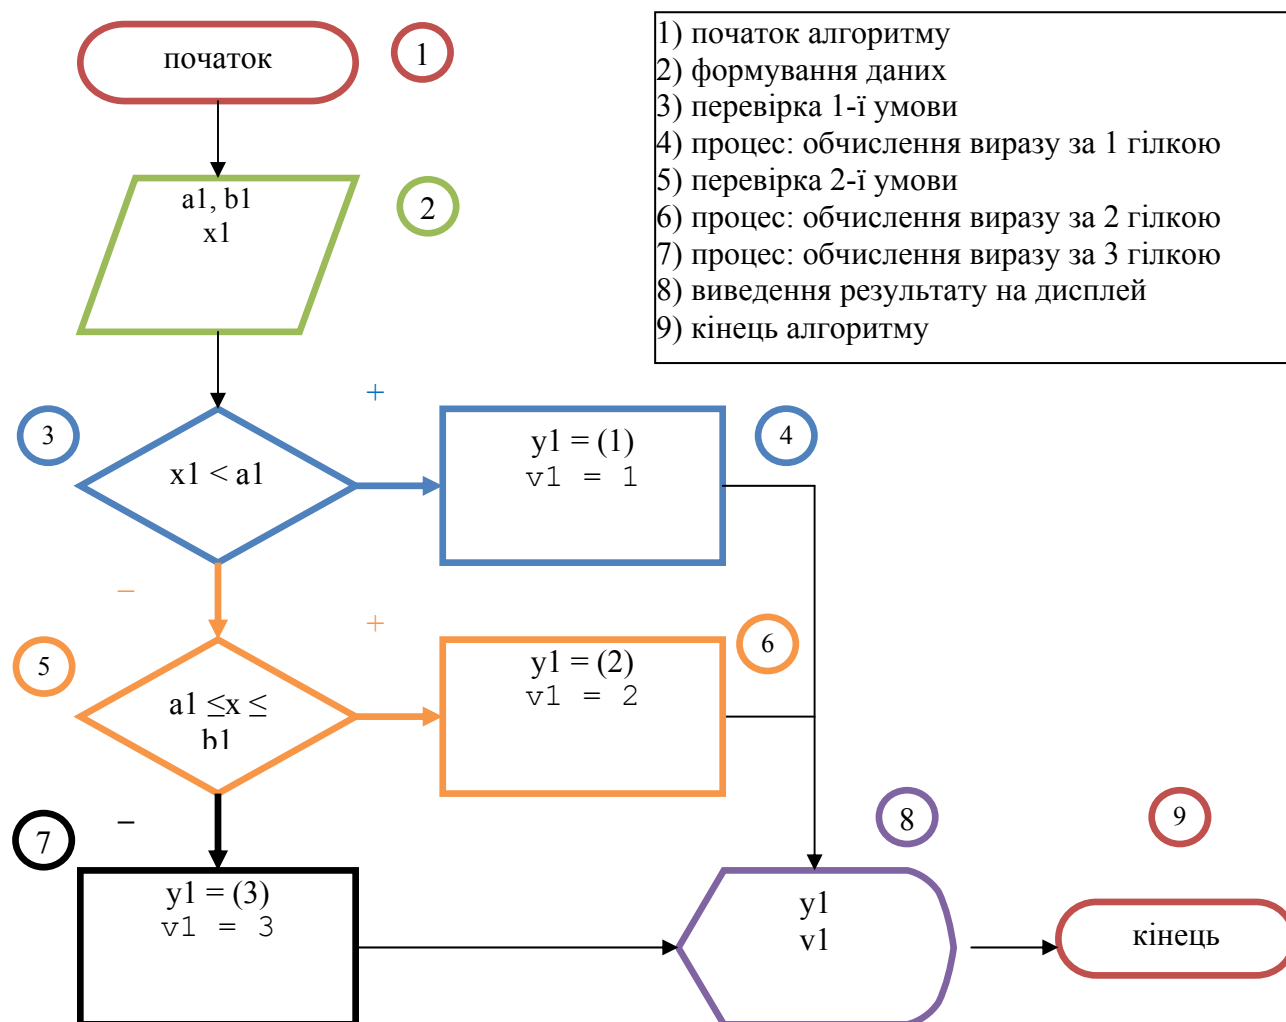 початок
1
1) початок алгоритму
2) формування даних
3) перевірка 1-ї умови
4) процес: обчислення виразу за 1 гілкою
5) перевірка 2-ї умови
6) процес: обчислення виразу за 2 гілкою
7) процес: обчислення виразу за 3 гілкою
8) виведення результату на дисплей
9) кінець алгоритму
a1, b1
x1
2
3
x1 < a1
+
y1 = (1)
v1 = 1
4
–
5
a1 ≤x ≤
b1
+
y1 = (2)
v1 = 2
6
–
7
y1 = (3)
v1 = 3
8
y1
v1
9
кінець